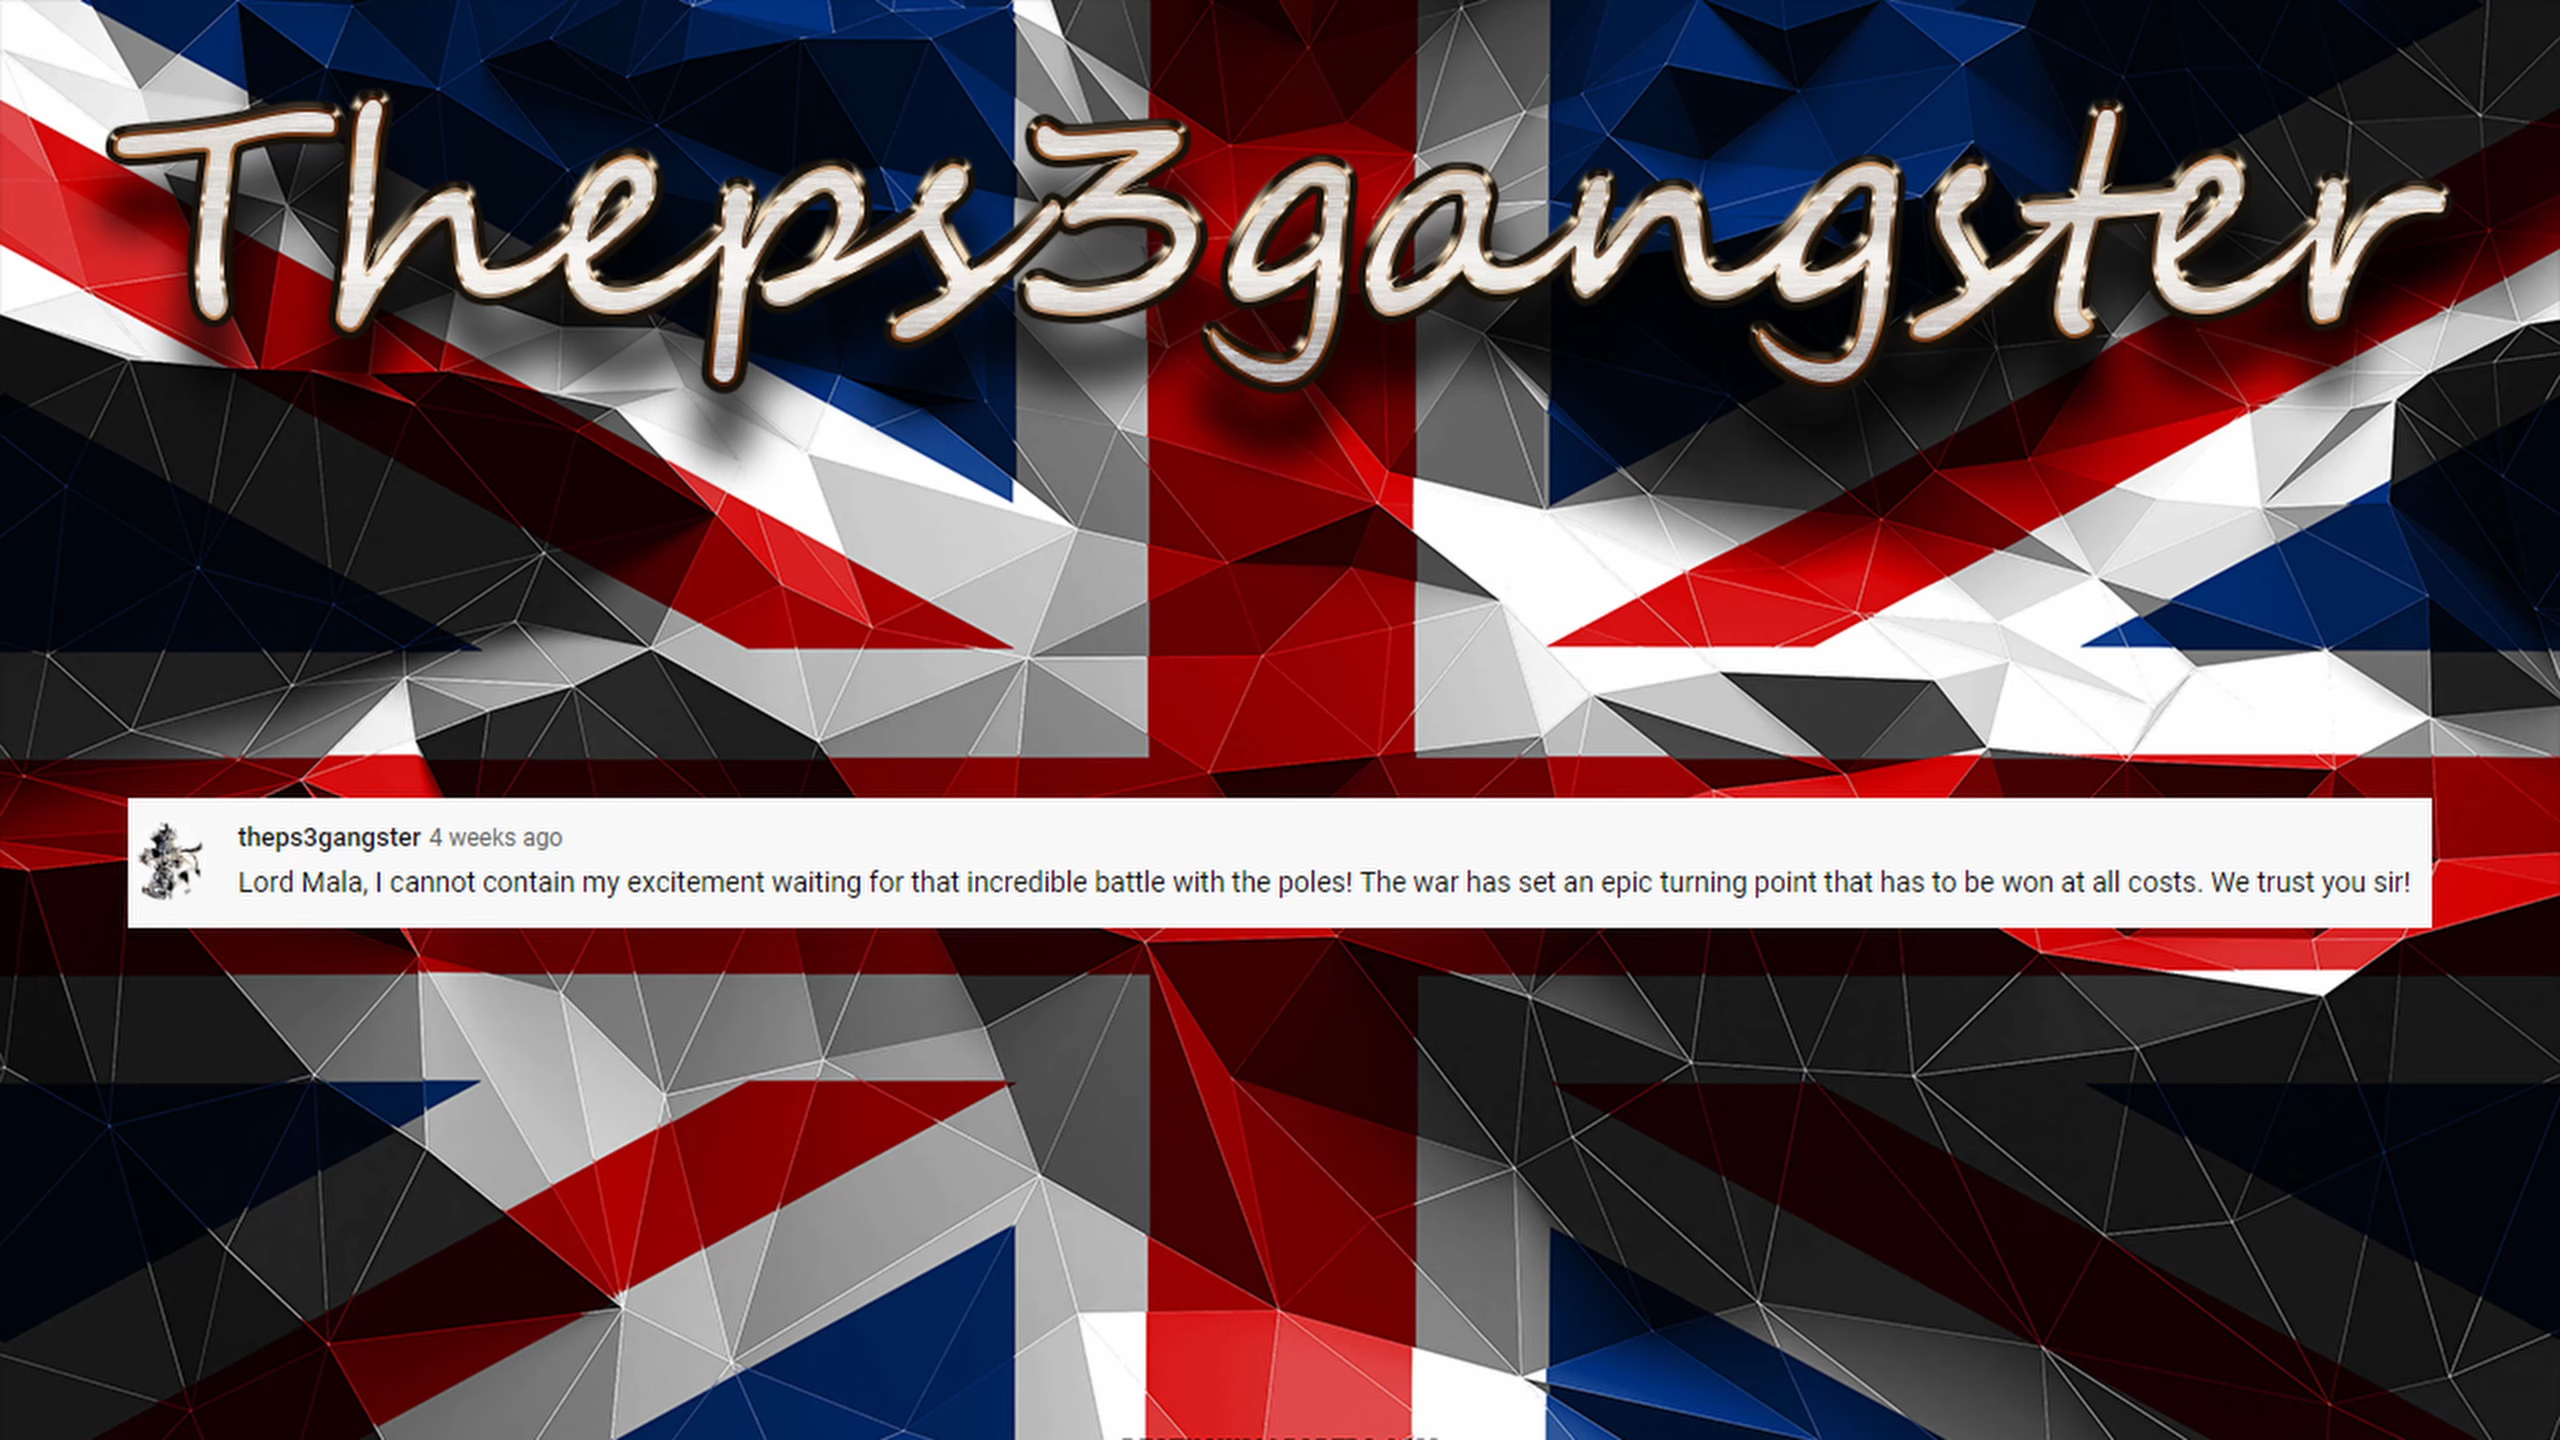 Theps3gangster
theps3gangster 4 weeks ago
Lord Mala, I cannot contain my excitement waiting for that incredible battle with the poles! The war has set an epic turning point that has to be won at all costs. We trust you sir!